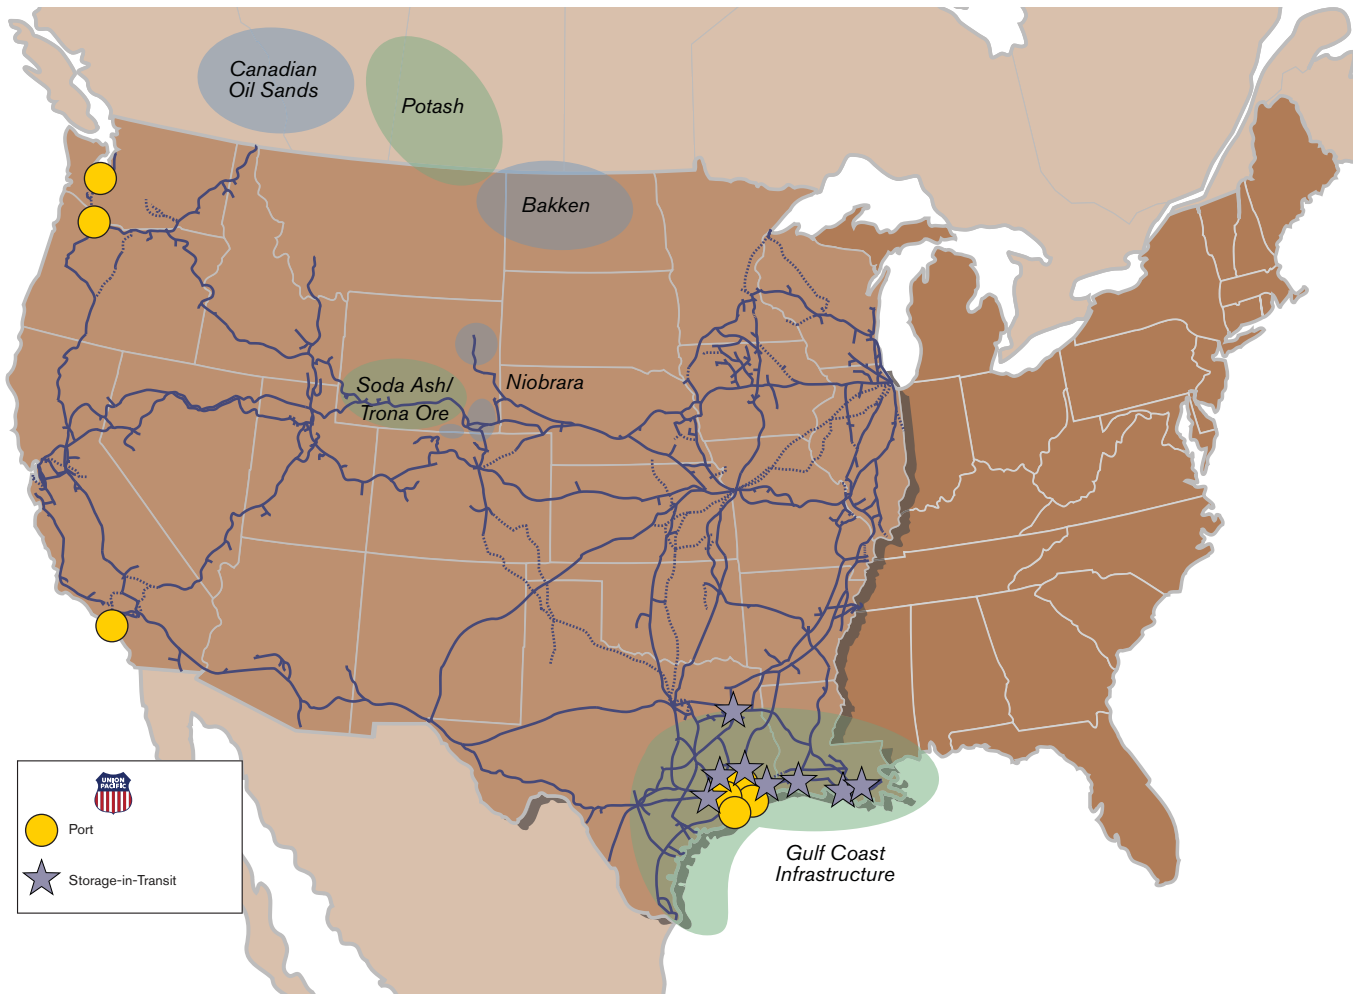 Canadian
Oil Sands
Potash
Bakken
Soda Ash/
Trona Ore
Niobrara
UNION
PACIFIC
Port
Storage-in-Transit
Gulf Coast
Infrastructure